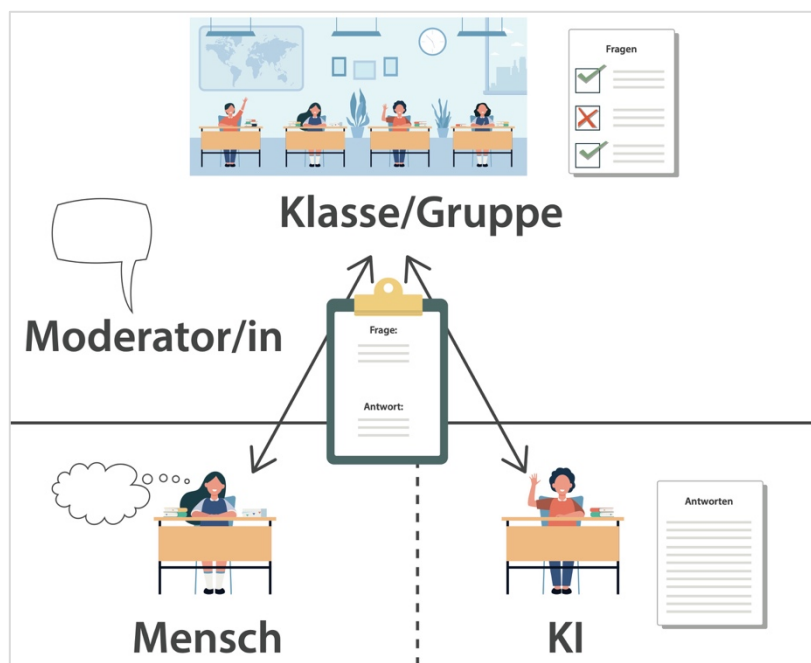 Fragen
Klasse/Gruppe
Moderator/in
Frage:
Antwort:
Antworten
Mensch
KI